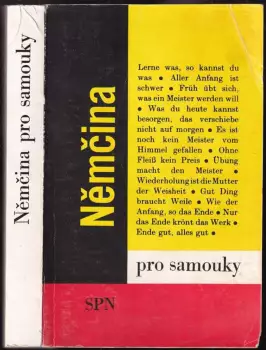 Němčina pro samouky
Němčina
Lerne was, so kannst du
was • Aller Anfang ist
schwer • Früh übt sich,
was ein Meister werden will
• Was du heute kannst
besorgen, das verschiebe
nicht auf morgen • Es ist
noch kein Meister vom
Himmel gefallen • Ohne
Fleiß kein Preis • Übung
macht den Meister •
Wiederholung ist die Mutter
der Weisheit • Gut Ding
braucht Weile • Wie der
Anfang, so das Ende • Nur
das Ende krönt das Werk •
Ende gut, alles gut •
pro samouky
SPN